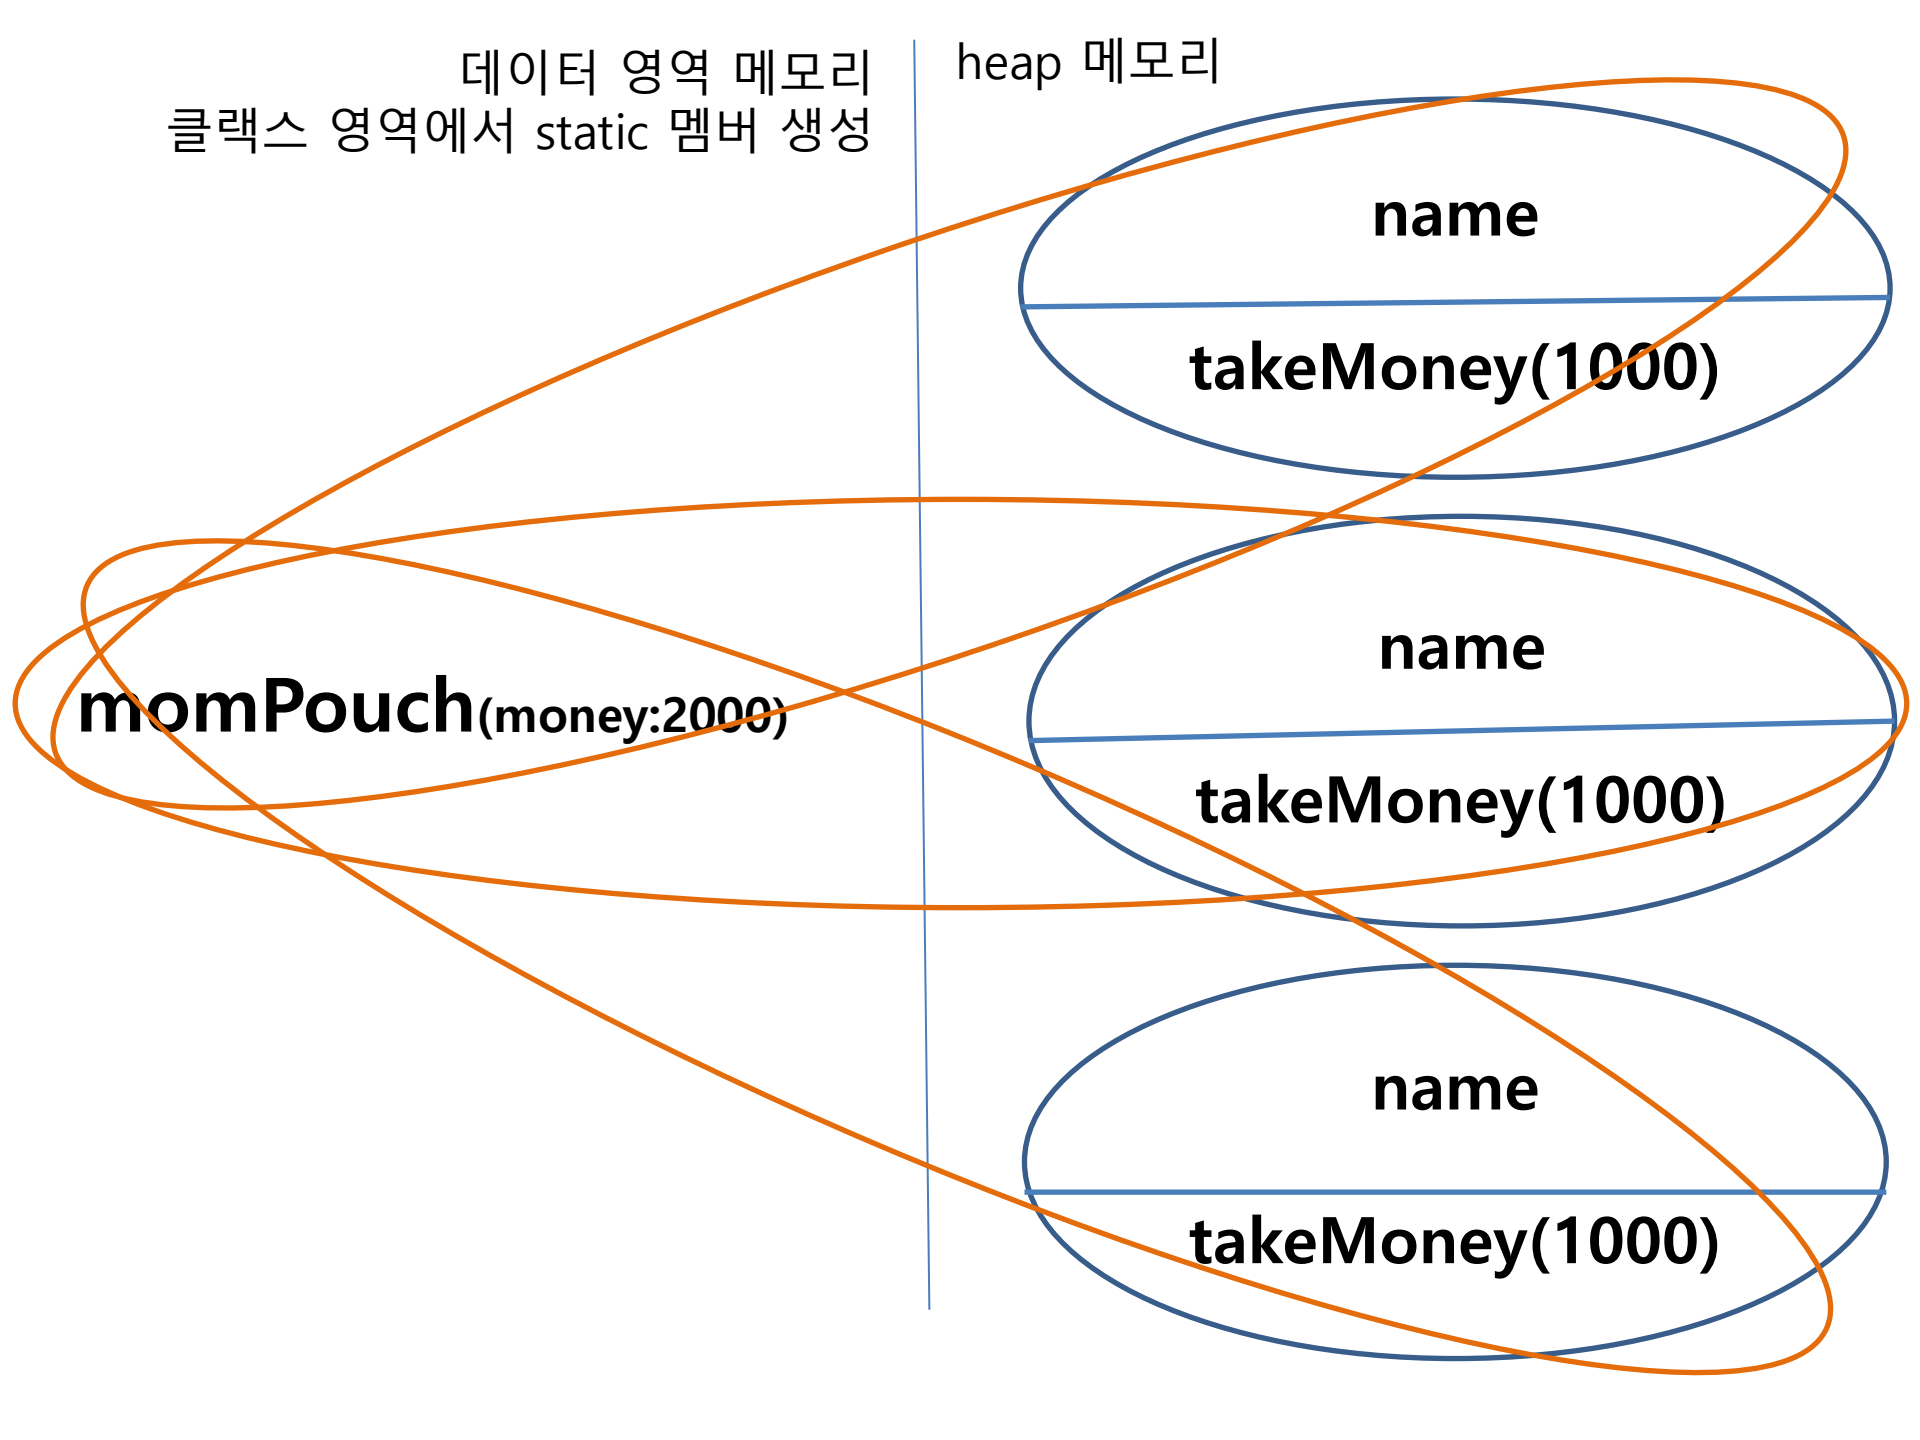 데이터 영역 메모리
클랙스 영역에서 static 멤버 생성
heap 메모리
name
takeMoney(1000)
momPouch(money:2000)
name
takeMoney(1000)
name
takeMoney(1000)